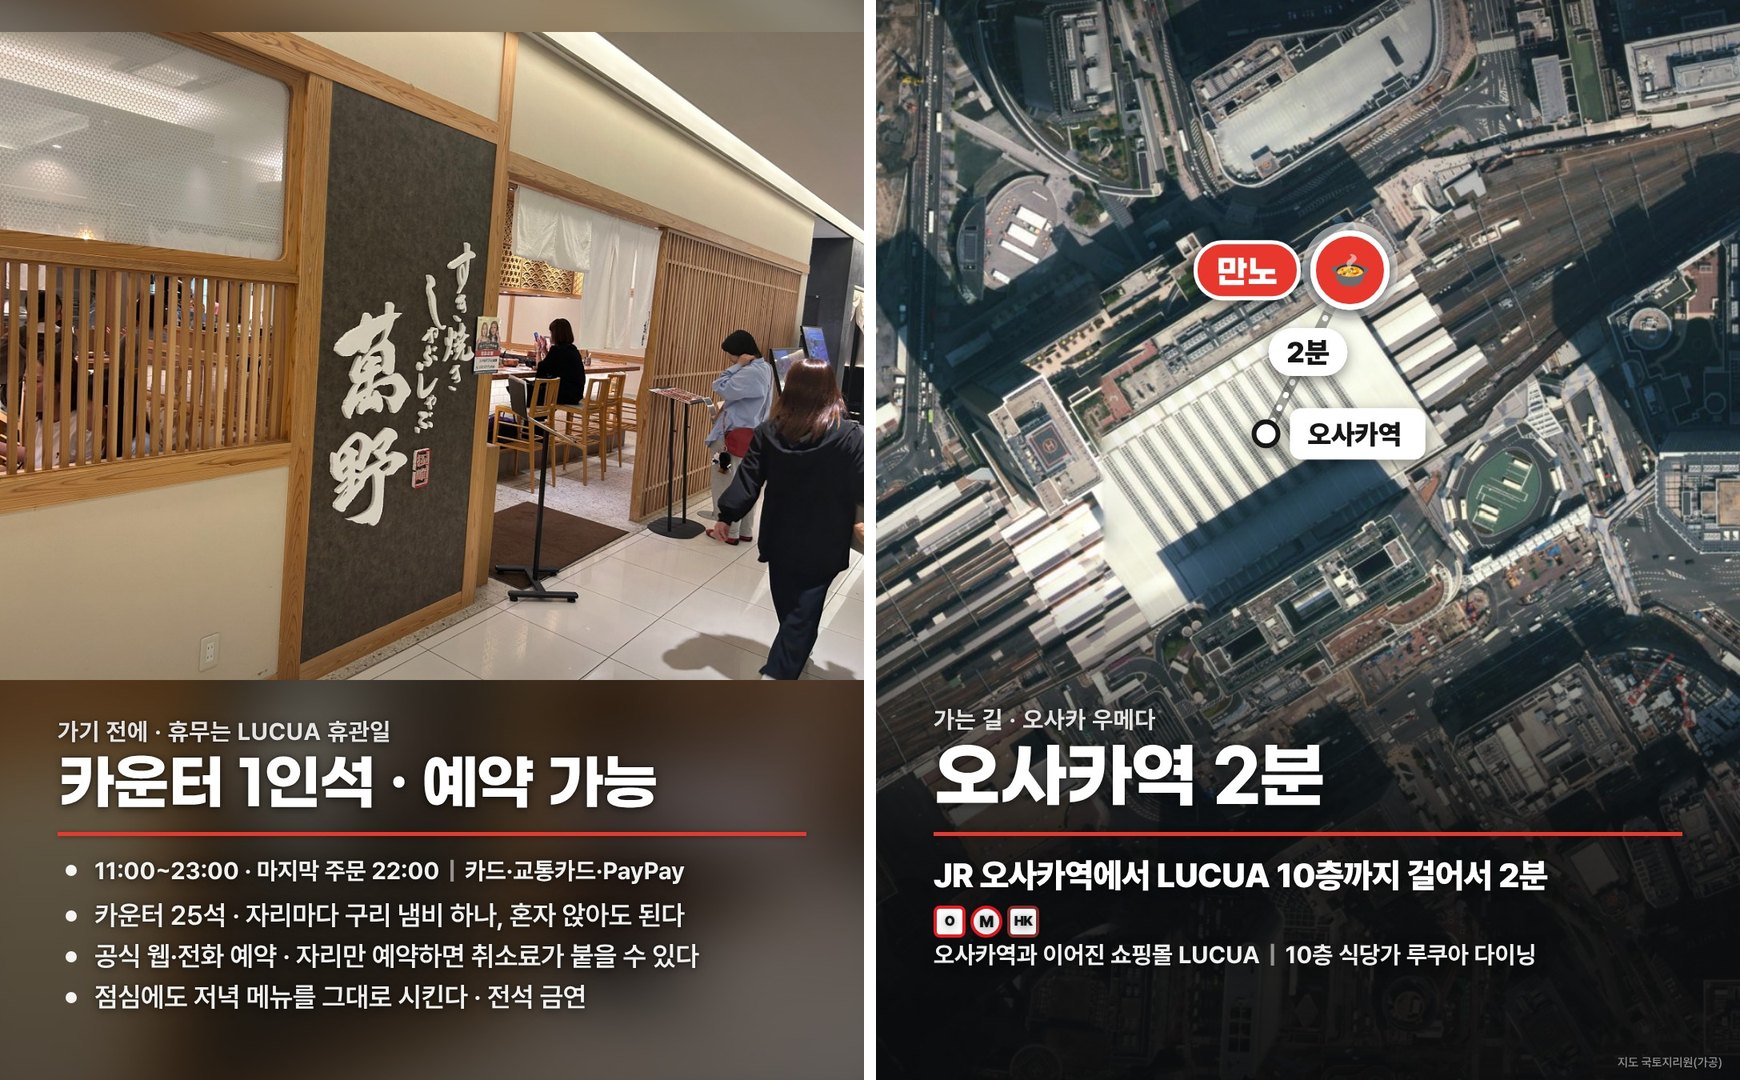 すき焼き
しゃぶしゃぶ
萬野
가기 전에 · 휴무는 LUCUA 휴관일
카운터 1인석 · 예약 가능
11:00~23:00 · 마지막 주문 22:00 | 카드·교통카드·PayPay
카운터 25석 · 자리마다 구리 냄비 하나, 혼자 앉아도 된다
공식 웹·전화 예약 · 자리만 예약하면 취소료가 붙을 수 있다
점심에도 저녁 메뉴를 그대로 시킨다 · 전석 금연
만노
2분
오사카역
가는 길 · 오사카 우메다
오사카역 2분
JR 오사카역에서 LUCUA 10층까지 걸어서 2분
O M HK
오사카역과 이어진 쇼핑몰 LUCUA | 10층 식당가 루쿠아 다이닝
지도 국토지리원(가공)